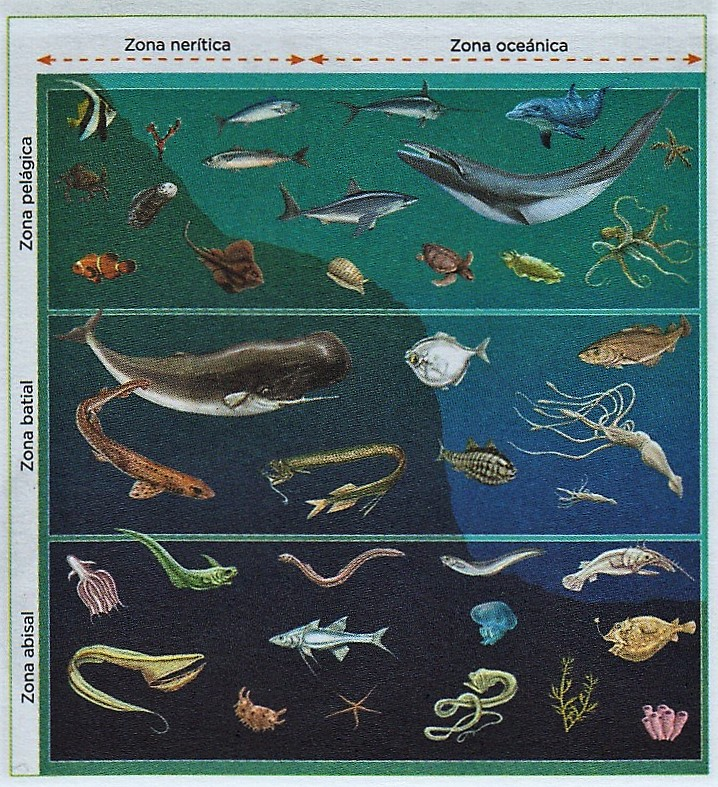 Zona nerítica
Zona oceánica
Zona pelágica
Zona batial
Zona abisal